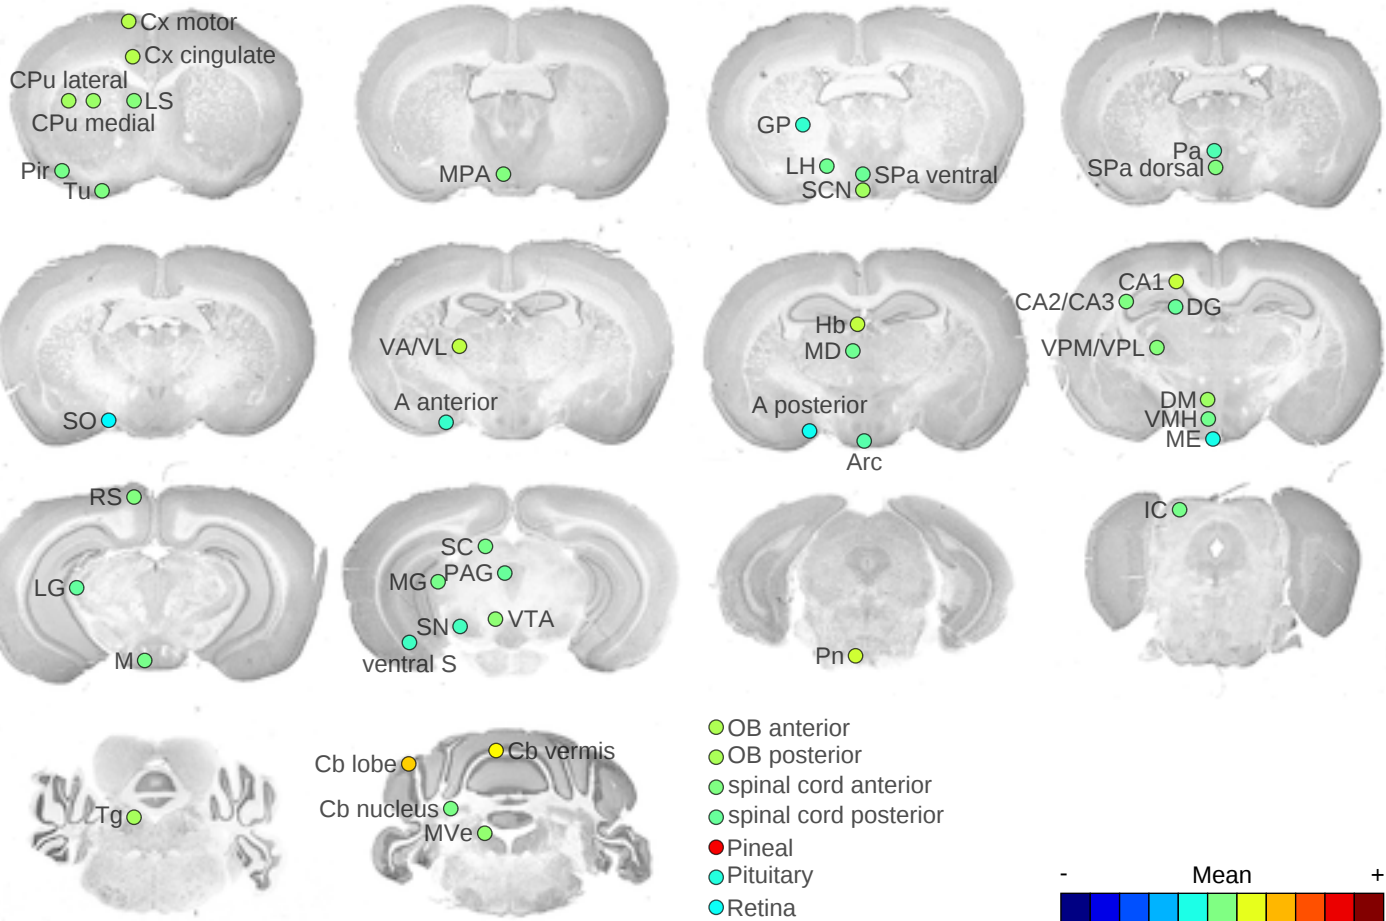 Cx motor
Cx cingulate
CPu lateral
LS
CPu medial
Pir
Tu
MPA
GP
LH
SPa ventral
SCN
Pa
SPa dorsal
SO
VA/VL
A anterior
Hb
MD
A posterior
Arc
CA1
CA2/CA3
DG
VPM/VPL
DM
VMH
ME
RS
LG
M
SC
MG
PAG
SN
VTA
ventral S
Pn
IC
Tg
Cb lobe
Cb vermis
Cb nucleus
MVe
OB anterior
OB posterior
spinal cord anterior
spinal cord posterior
Pineal
Pituitary
Retina
- Mean +